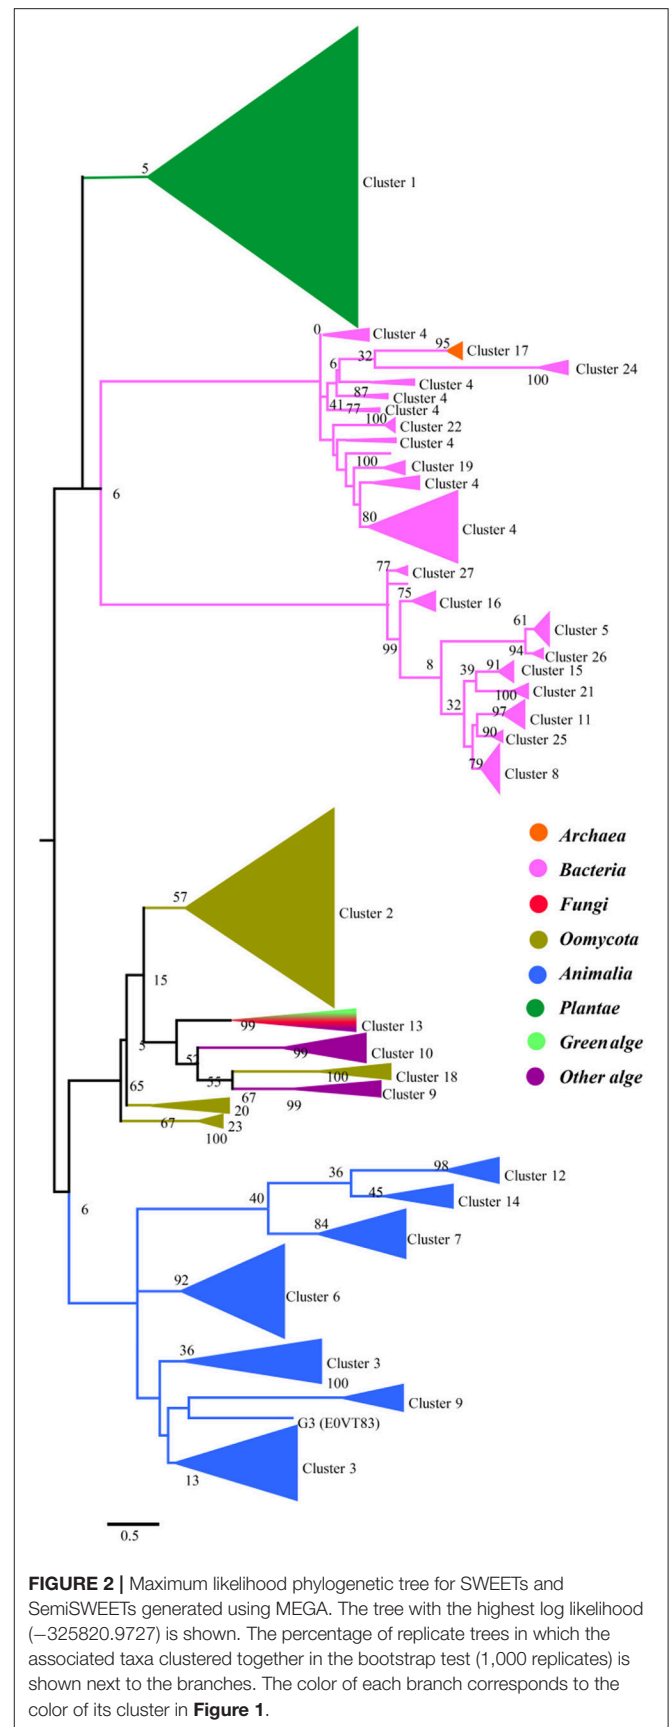 5
Cluster 1
0
Cluster 4
95
Cluster 17
32
6
Cluster 24
100
Cluster 4
87
Cluster 4
41
77
Cluster 4
100
Cluster 22
Cluster 4
100
Cluster 19
Cluster 4
6
80
Cluster 4
77
Cluster 27
75
Cluster 16
61
Cluster 5
99
94
Cluster 26
8
39
91
Cluster 15
100
Cluster 21
32
97
Cluster 11
90
Cluster 25
79
Cluster 8
Archaea
Bacteria
57
Fungi
Cluster 2
Oomycota
Animalia
15
Plantae
99
Cluster 13
Green alge
5
99
Cluster 10
55
100
Cluster 18
Other alge
65
67
Cluster 9
99
20
67
23
100
98
Cluster 12
36
45
Cluster 14
40
6
84
Cluster 7
92
Cluster 6
36
Cluster 3
100
Cluster 9
G3 (E0VT83)
Cluster 3
13
0.5
FIGURE 2 | Maximum likelihood phylogenetic tree for SWEETs and
SemiSWEETs generated using MEGA. The tree with the highest log likelihood
(−325820.9727) is shown. The percentage of replicate trees in which the
associated taxa clustered together in the bootstrap test (1,000 replicates) is
shown next to the branches. The color of each branch corresponds to the
color of its cluster in Figure 1.